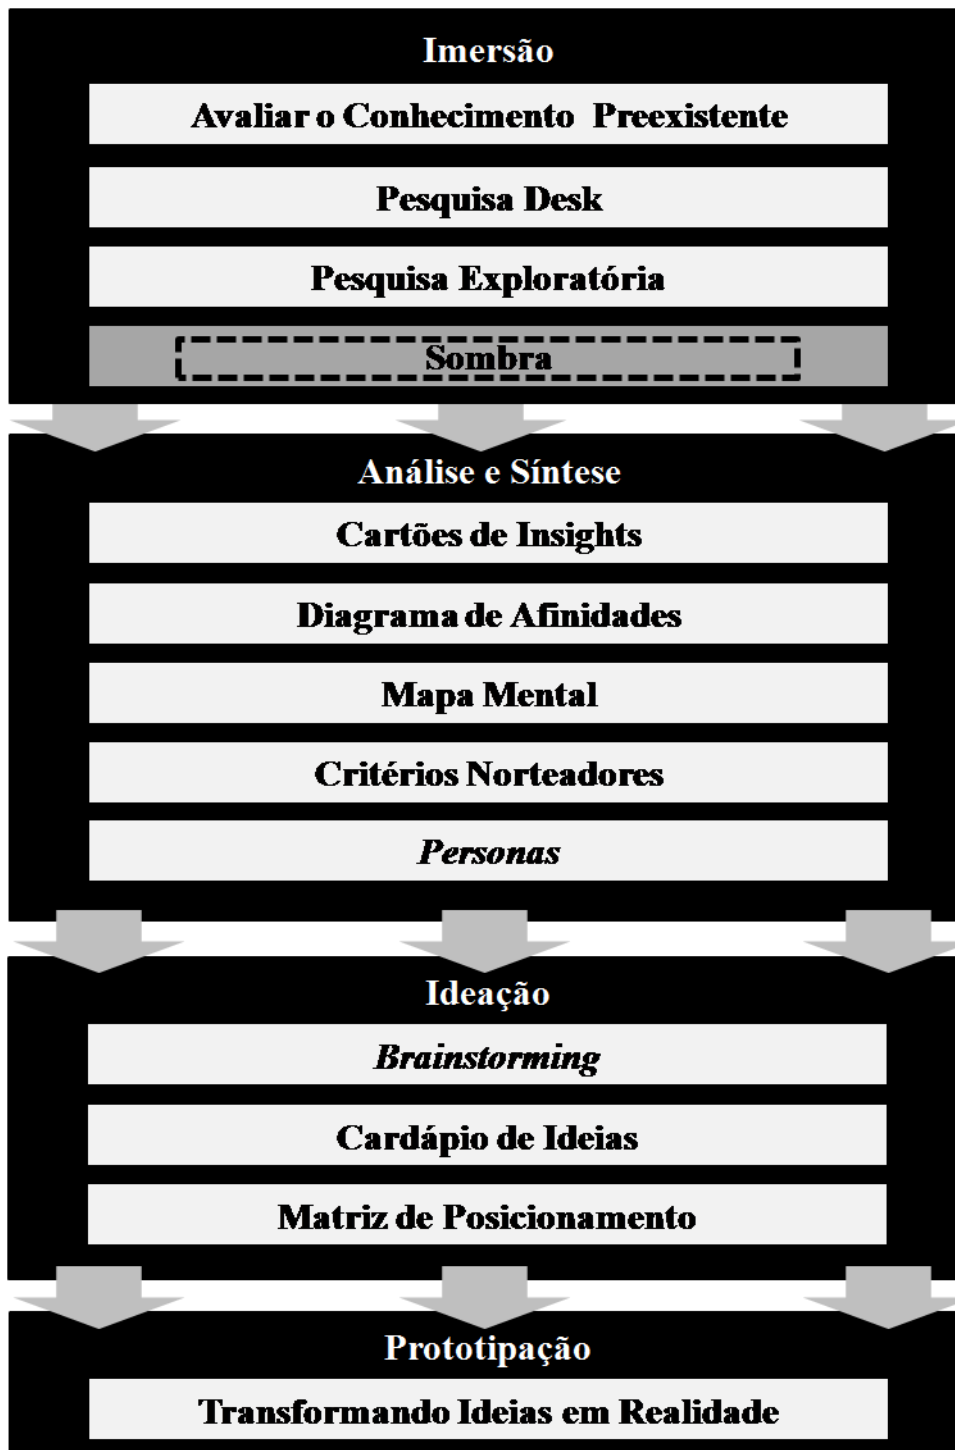 Imersão
Avaliar o Conhecimento Preexistente
Pesquisa Desk
Pesquisa Exploratória
Sombra
Análise e Síntese
Cartões de Insights
Diagrama de Afinidades
Mapa Mental
Critérios Norteadores
Personas
Ideação
Brainstorming
Cardápio de Ideias
Matriz de Posicionamento
Prototipação
Transformando Ideias em Realidade